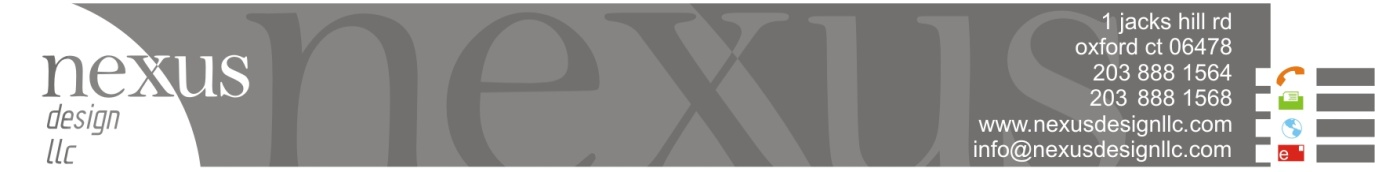 nexus
design
llc
nexus
1 jacks hill rd
oxford ct 06478
203 888 1564
203 888 1568
www.nexusdesignllc.com
info@nexusdesignllc.com
e